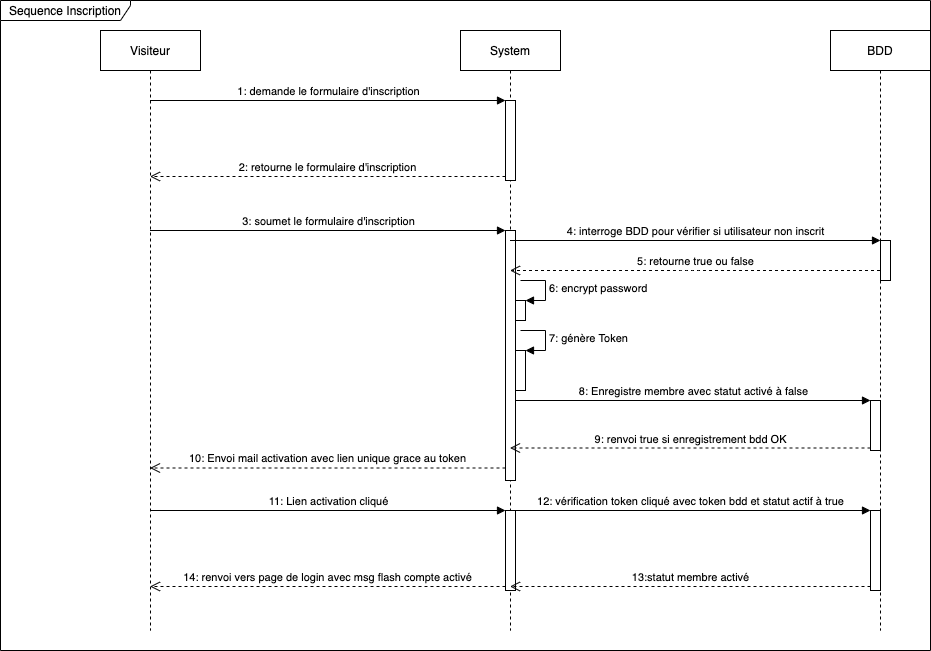 Sequence Inscription
Visiteur
System
BDD
1: demande le formulaire d'inscription
2: retourne le formulaire d'inscription
3: soumet le formulaire d'inscription
4: interroge BDD pour vérifier si utilisateur non inscrit
5: retourne true ou false
6: encrypt password
7: génère Token
8: Enregistre membre avec statut activé à false
9: renvoi true si enregistrement bdd OK
10: Envoi mail activation avec lien unique grace au token
11: Lien activation cliqué
12: vérification token cliqué avec token bdd et statut actif à true
14: renvoi vers page de login avec msg flash compte activé
13:statut membre activé